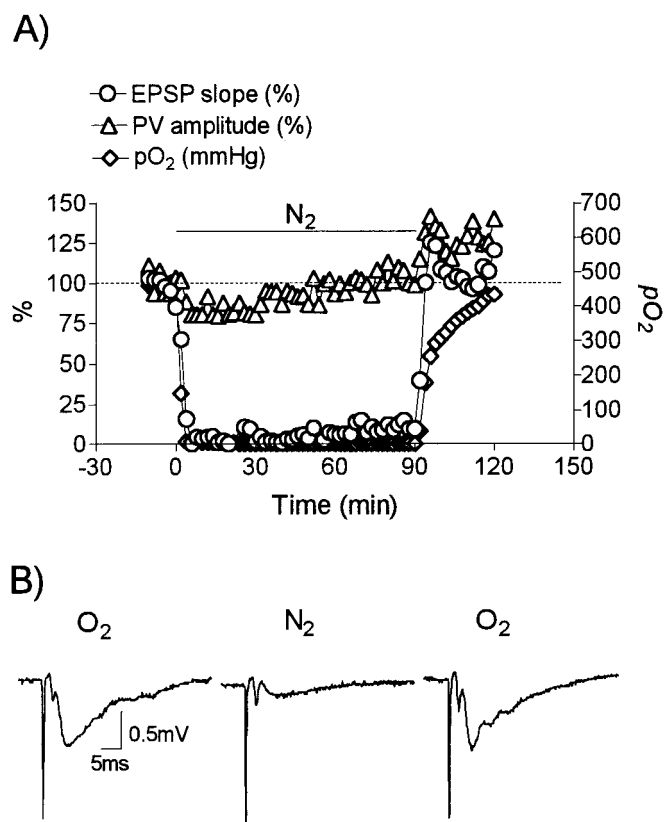 A)
EPSP slope (%)
PV amplitude (%)
pO₂ (mmHg)
N₂
150
125
100
75
50
25
0
%
700
600
500
400
300
200
100
0
pO₂
-30 0 30 60 90 120 150
Time (min)
B)
O₂ N₂ O₂
0.5mV
5ms